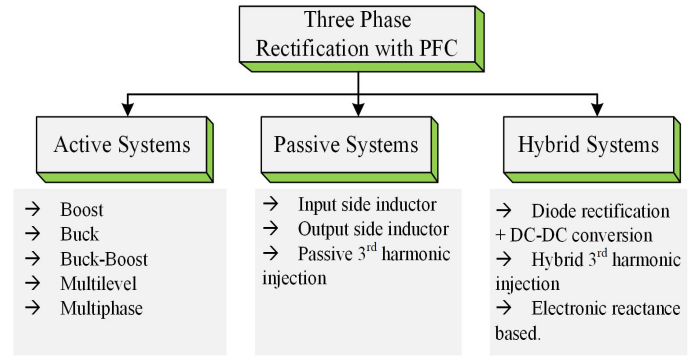 Three Phase
Rectification with PFC
Active Systems
Passive Systems
Hybrid Systems
→ Boost
→ Buck
→ Buck-Boost
→ Multilevel
→ Multiphase
→ Input side inductor
→ Output side inductor
→ Passive 3rd harmonic
injection
→ Diode rectification
+ DC-DC conversion
→ Hybrid 3rd harmonic
injection
→ Electronic reactance
based.